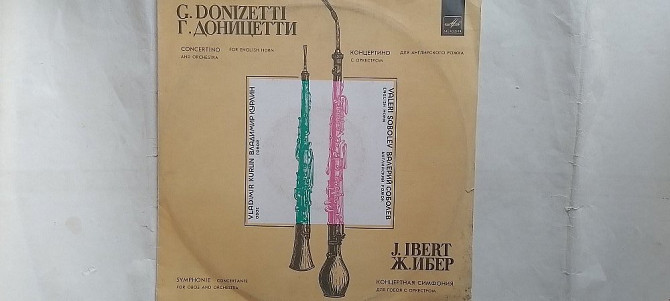 G. DONIZETTI
Г. ДОНИЦЕТТИ
CONCERTINO FOR ENGLISH HORN
AND ORCHESTRA
КОНЦЕРТИНО ДЛЯ АНГЛИЙСКОГО РОЖКА
С ОРКЕСТРОМ
VLADIMIR KURLIN ВЛАДИМИР КУРЛИН
OBOE ГОБОЙ
VALERI SOBOLEV ВАЛЕРИЙ СОБОЛЕВ
ENGLISH HORN АНГЛИЙСКИЙ РОЖОК
J. IBERT
Ж. ИБЕР
SYMPHONIE CONCERTANTE
FOR OBOE AND ORCHESTRA
КОНЦЕРТНАЯ СИМФОНИЯ
ДЛЯ ГОБОЯ С ОРКЕСТРОМ